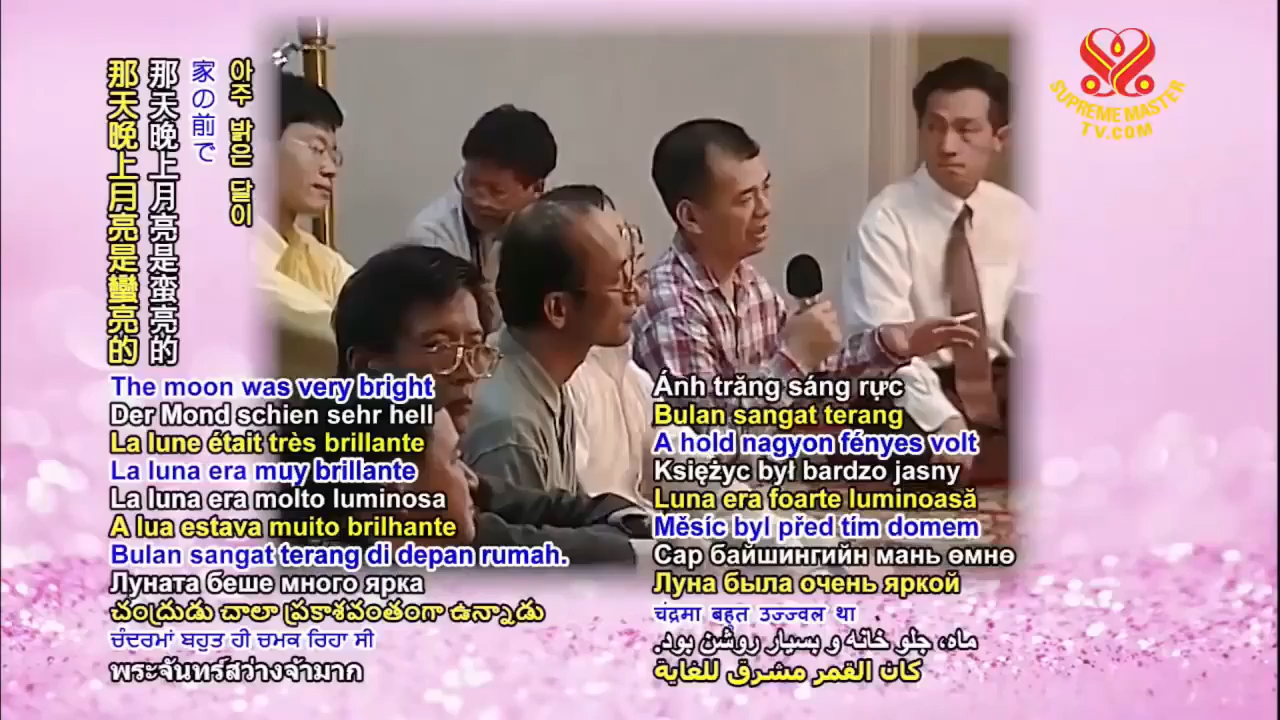 那天晚上月亮是蠻亮的
那天晚上月亮是蛮亮的
家の前で
아주 밝은 달이
SUPREME MASTER
TV.COM
The moon was very bright
Der Mond schien sehr hell
La lune était très brillante
La luna era muy brillante
La luna era molto luminosa
A lua estava muito brilhante
Bulan sangat terang di depan rumah.
Луната беше много ярка
చంద్రుడు చాలా ప్రకాశవంతంగా ఉన్నాడు
ਚੰਦਰਮਾਂ ਬਹੁਤ ਹੀ ਚਮਕ ਰਿਹਾ ਸੀ
พระจันทร์สว่างจ้ามาก
Ánh trăng sáng rực
Bulan sangat terang
A hold nagyon fényes volt
Księżyc był bardzo jasny
Luna era foarte luminoasă
Měsíc byl před tím domem
Сар байшингийн мань өмнө
Луна была очень яркой
चंद्रमा बहुत उज्ज्वल था
ماه، جلو خانه و بسیار روشن بود.
كان القمر مشرق للغاية